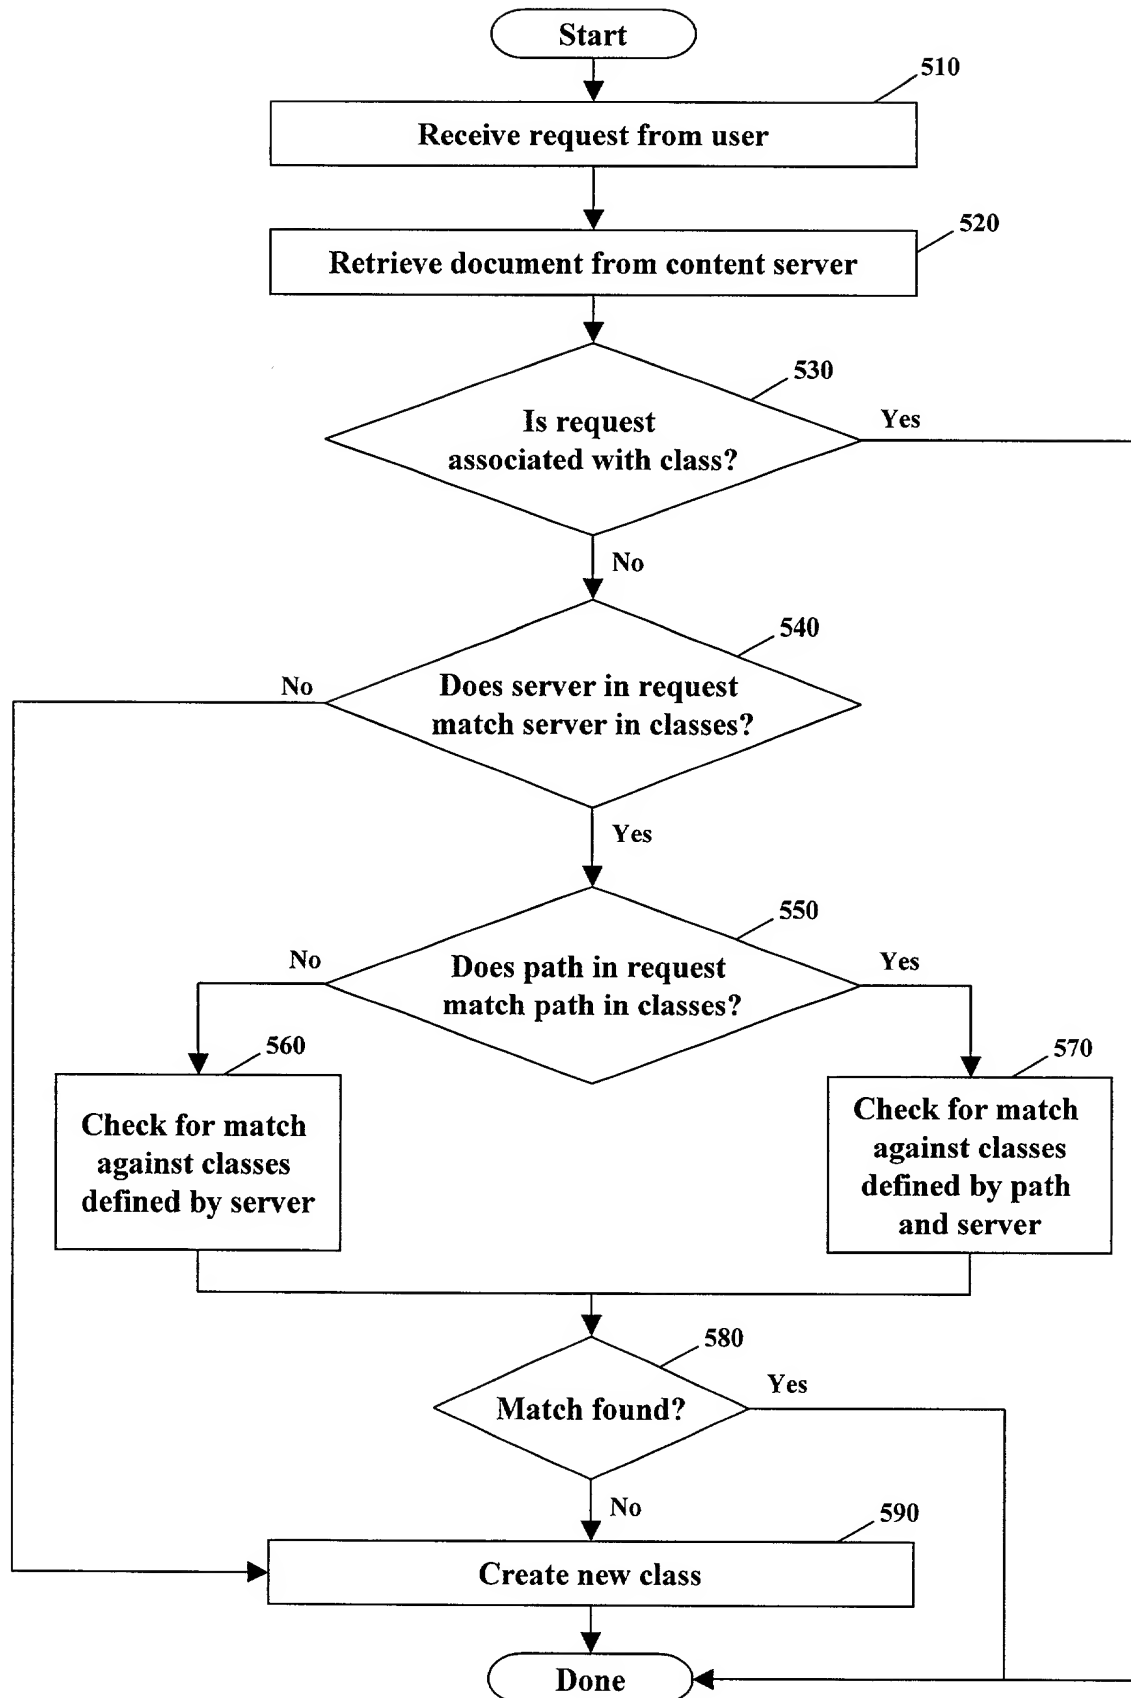 Start
510
Receive request from user
520
Retrieve document from content server
530
Is request
associated with class?
Yes
No
540
Does server in request
match server in classes?
No
Yes
550
Does path in request
match path in classes?
No
Yes
560
Check for match
against classes
defined by server
570
Check for match
against classes
defined by path
and server
580
Match found?
Yes
No
590
Create new class
Done